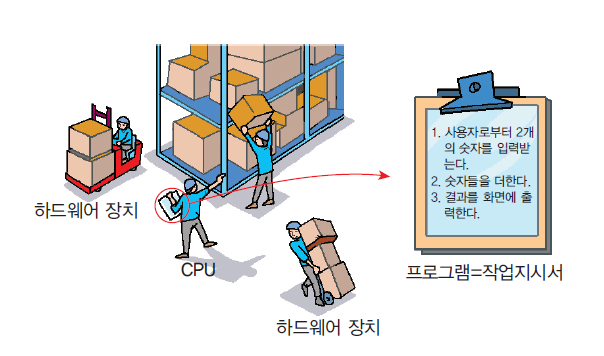 1. 사용자로부터 2개
의 숫자를 입력받
는다.
2. 숫자들을 더한다.
3. 결과를 화면에 출
력한다.
하드웨어 장치
CPU
프로그램=작업지시서
하드웨어 장치